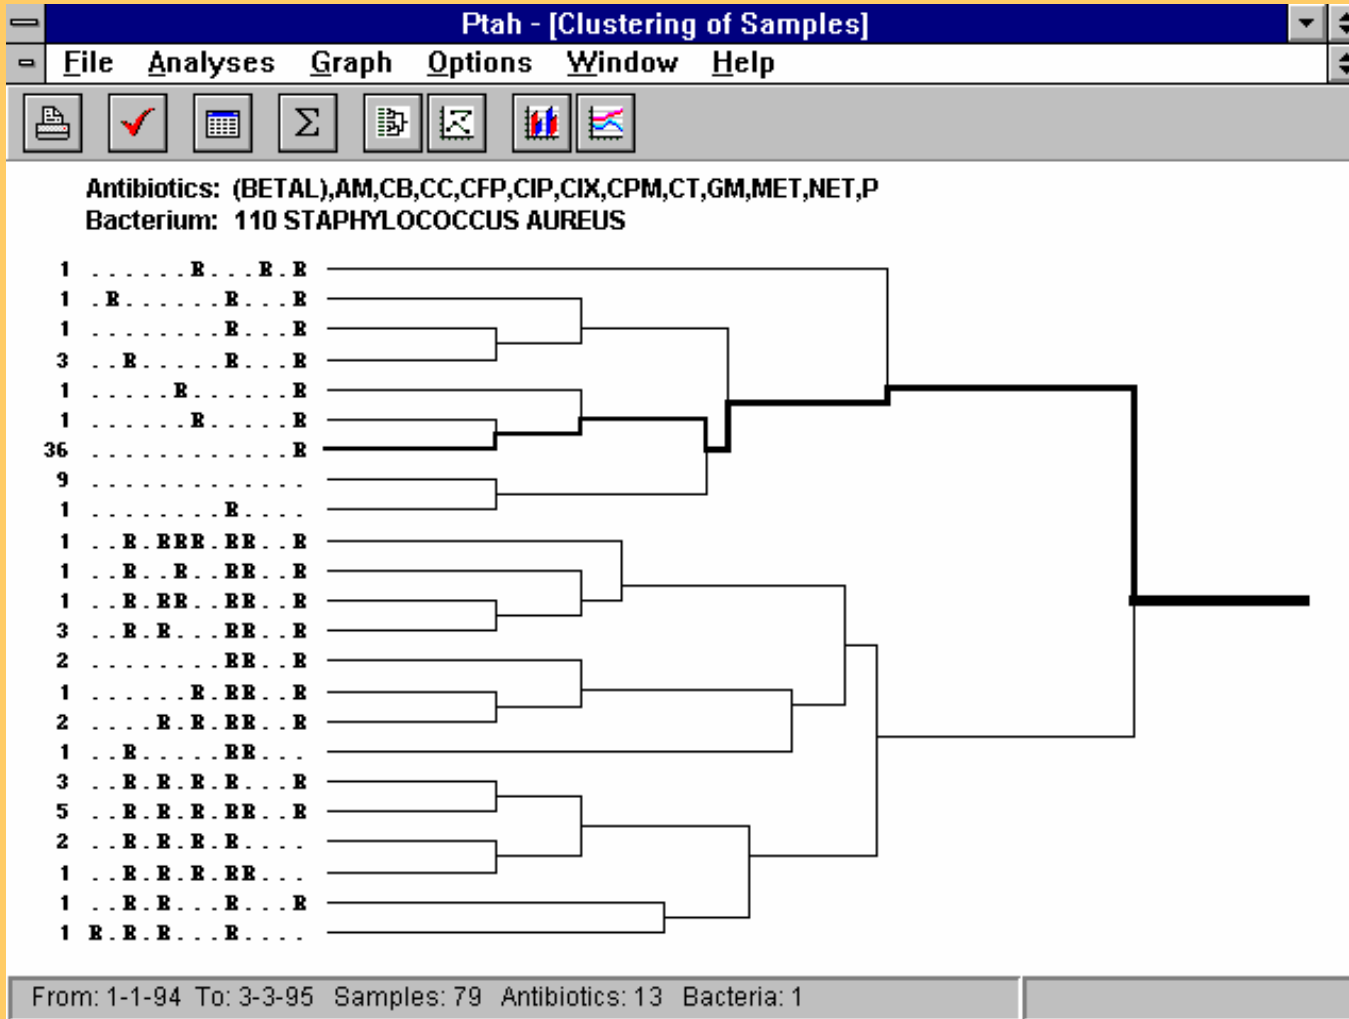 Ptah - [Clustering of Samples]
File Analyses Graph Options Window Help
Σ
Antibiotics: (BETAL),AM,CB,CC,CFP,CIP,CIX,CPM,CT,GM,MET,NET,P
Bacterium: 110 STAPHYLOCOCCUS AUREUS
1 ......R...R.R
1 .R......R...R
1 ........R...R
3 ..R.....R...R
1 .....R......R
1 ......R.....R
36 ............R
9 .............
1 ........R....
1 ..R.RRR.RR..R
1 ..R..R..RR..R
1 ..R.RR..RR..R
3 ..R.R...RR..R
2 ........RR..R
1 ......R.RR..R
2 ....R.R.RR..R
1 ..R.....RR...
3 ..R.R.R.R...R
5 ..R.R.R.RR..R
2 ..R.R.R.R....
1 ..R.R.R.RR...
1 ..R.R...R...R
1 R.R.R...R....
From: 1-1-94 To: 3-3-95 Samples: 79 Antibiotics: 13 Bacteria: 1